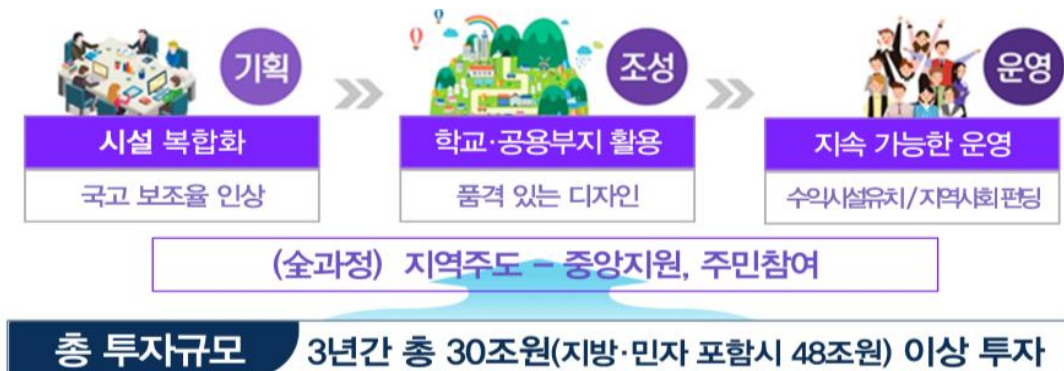 기획
조성
운영
시설 복합화
학교·공용부지 활용
지속 가능한 운영
국고 보조율 인상
품격 있는 디자인
수익시설유치/지역사회 펀딩
(全과정) 지역주도 - 중앙지원, 주민참여
총 투자규모 3년간 총 30조원(지방·민자 포함시 48조원) 이상 투자